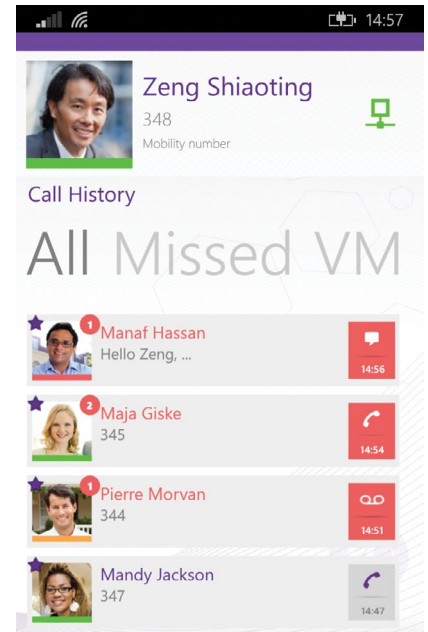 14:57
Zeng Shiaoting
348
Mobility number
Call History
All Missed VM
1
Manaf Hassan
Hello Zeng, ...
14:56
2
Maja Giske
345
14:54
1
Pierre Morvan
344
14:51
Mandy Jackson
347
14:47